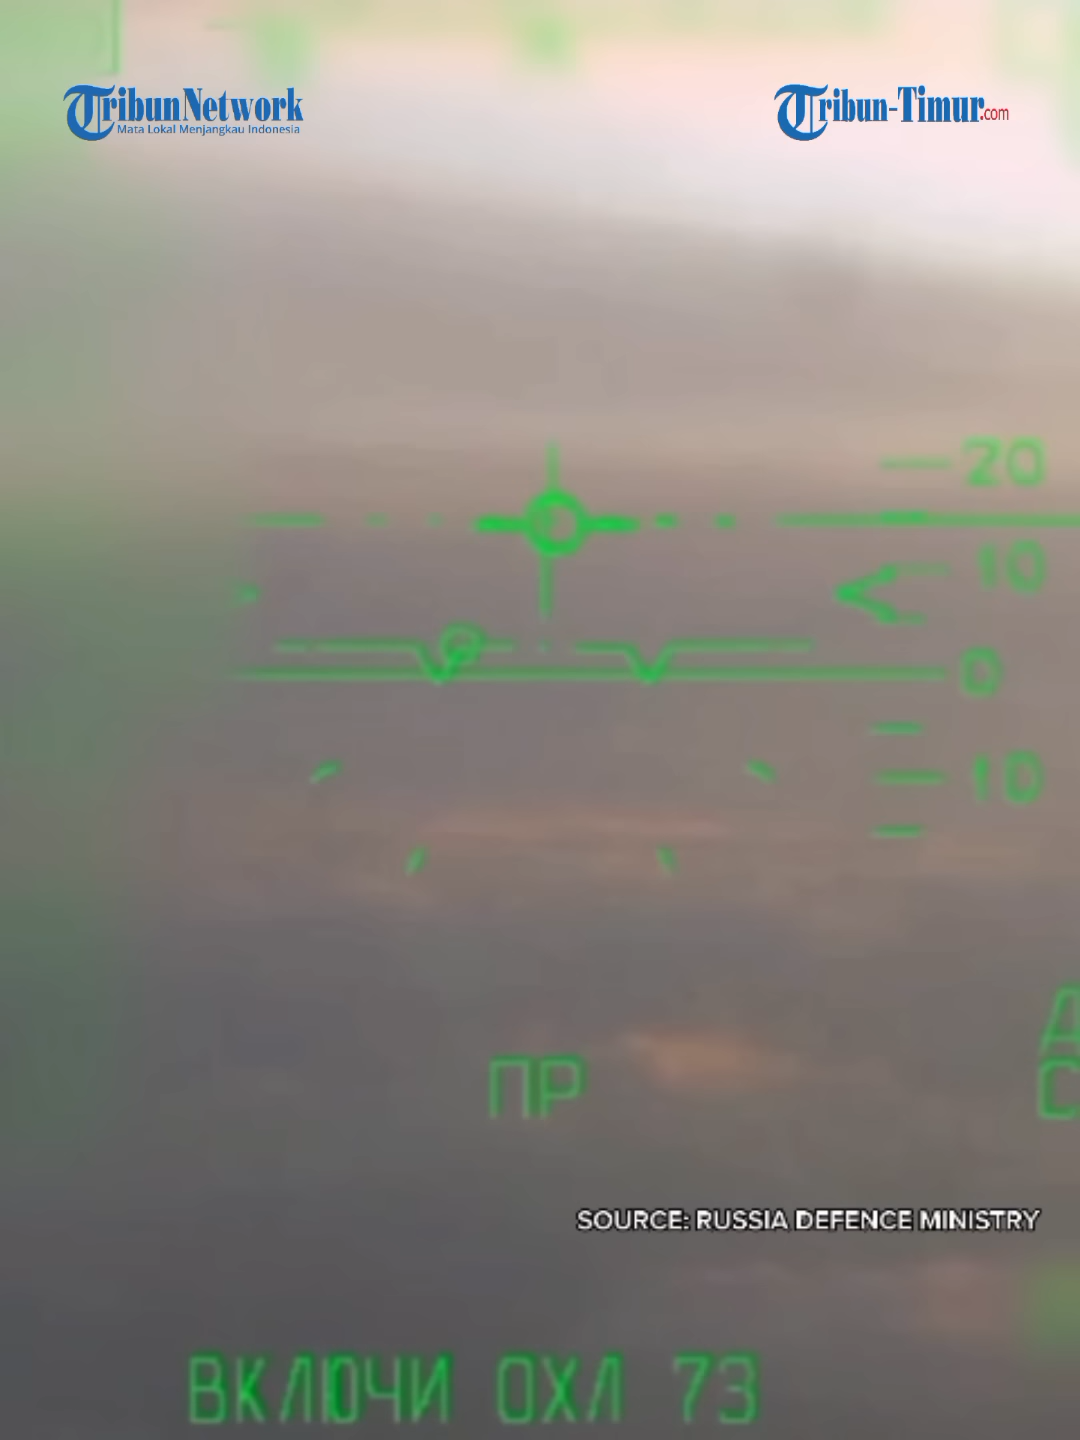 TribunNetwork
Mata Lokal Menjangkau Indonesia
Tribun-Timur.com
20
10
0
10
Д
ПР
С
SOURCE: RUSSIA DEFENCE MINISTRY
ВКЛЮЧИ ОХЛ 73